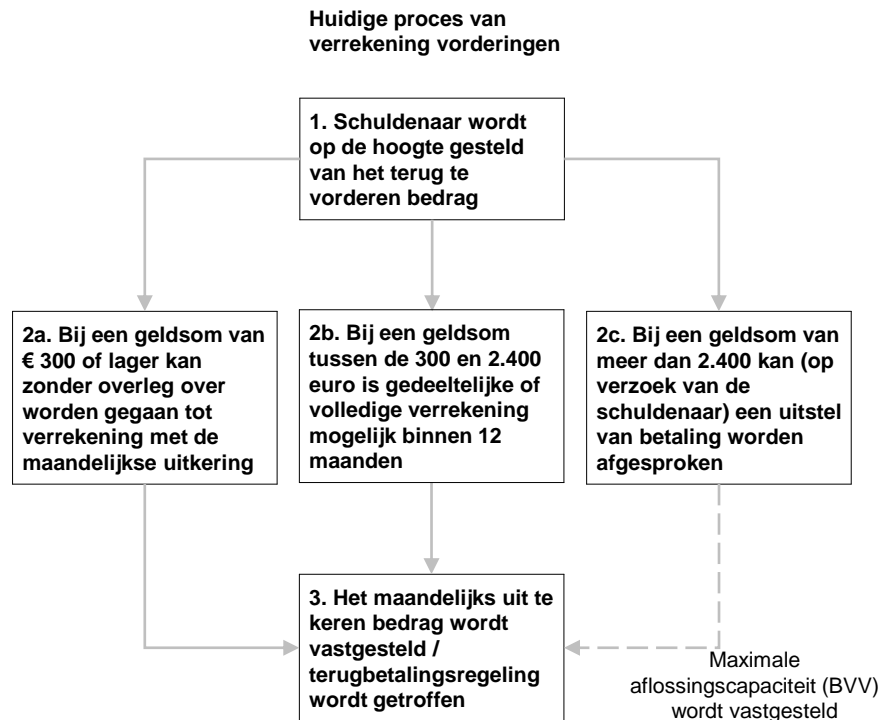 Huidige proces van
verrekening vorderingen
1. Schuldenaar wordt
op de hoogte gesteld
van het terug te
vorderen bedrag
2a. Bij een geldsom van
€ 300 of lager kan
zonder overleg over
worden gegaan tot
verrekening met de
maandelijkse uitkering
2b. Bij een geldsom
tussen de 300 en 2.400
euro is gedeeltelijke of
volledige verrekening
mogelijk binnen 12
maanden
2c. Bij een geldsom van
meer dan 2.400 kan (op
verzoek van de
schuldenaar) een uitstel
van betaling worden
afgesproken
3. Het maandelijks uit te
keren bedrag wordt
vastgesteld /
terugbetalingsregeling
wordt getroffen
Maximale
aflossingscapaciteit (BVV)
wordt vastgesteld